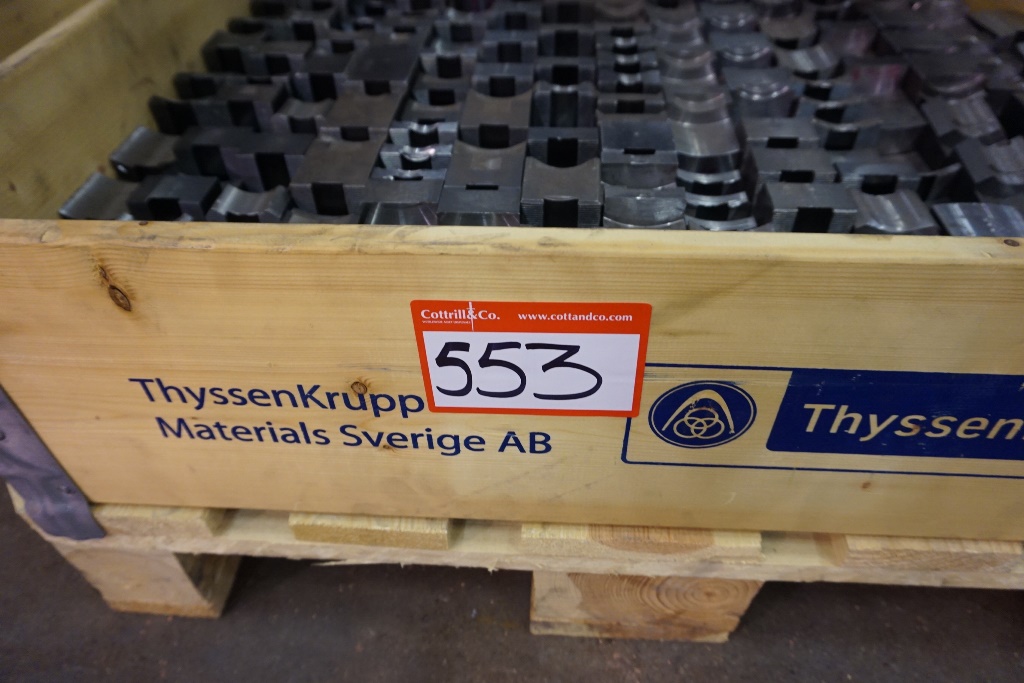 Cottrill&Co. www.cottandco.com
553
ThyssenKrupp
Materials Sverige AB
Thyssen